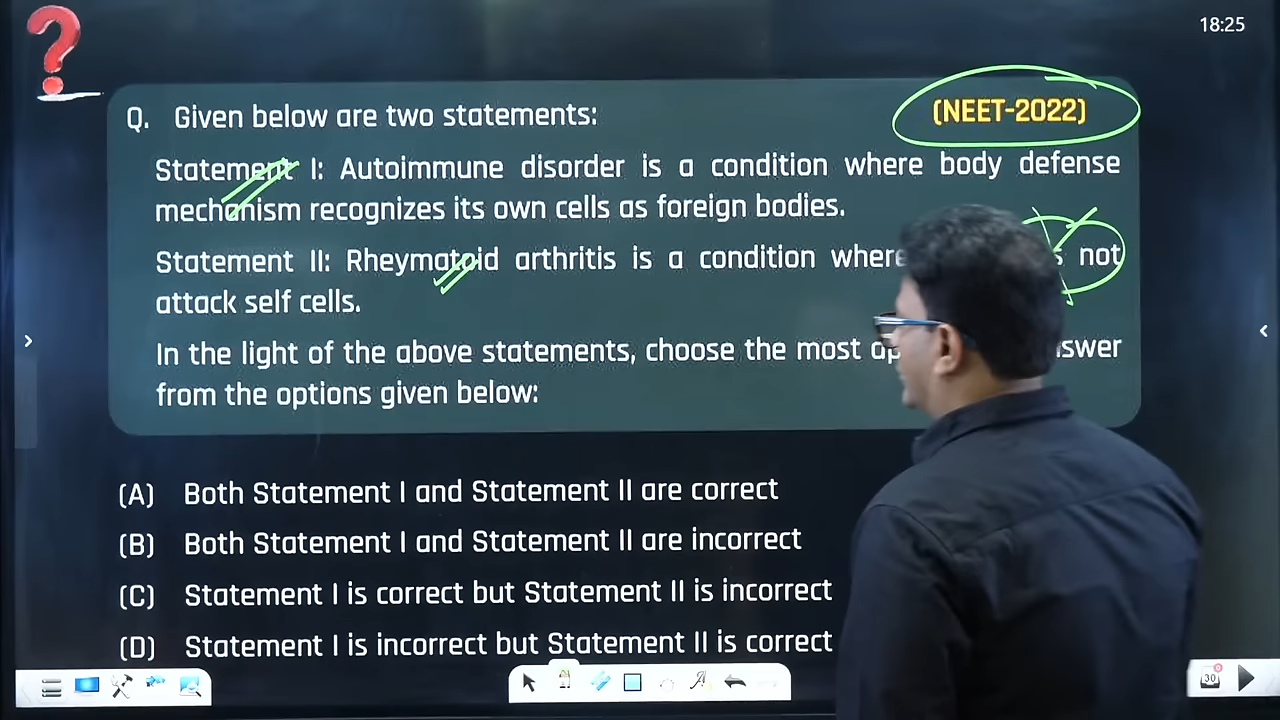 18:25
Q. Given below are two statements:
(NEET-2022)
Statement I: Autoimmune disorder is a condition where body defense
mechanism recognizes its own cells as foreign bodies.
Statement II: Rheymatoid arthritis is a condition where not
attack self cells.
In the light of the above statements, choose the most
from the options given below:
(A) Both Statement I and Statement II are correct
(B) Both Statement I and Statement II are incorrect
(C) Statement I is correct but Statement II is incorrect
(D) Statement I is incorrect but Statement II is correct
30